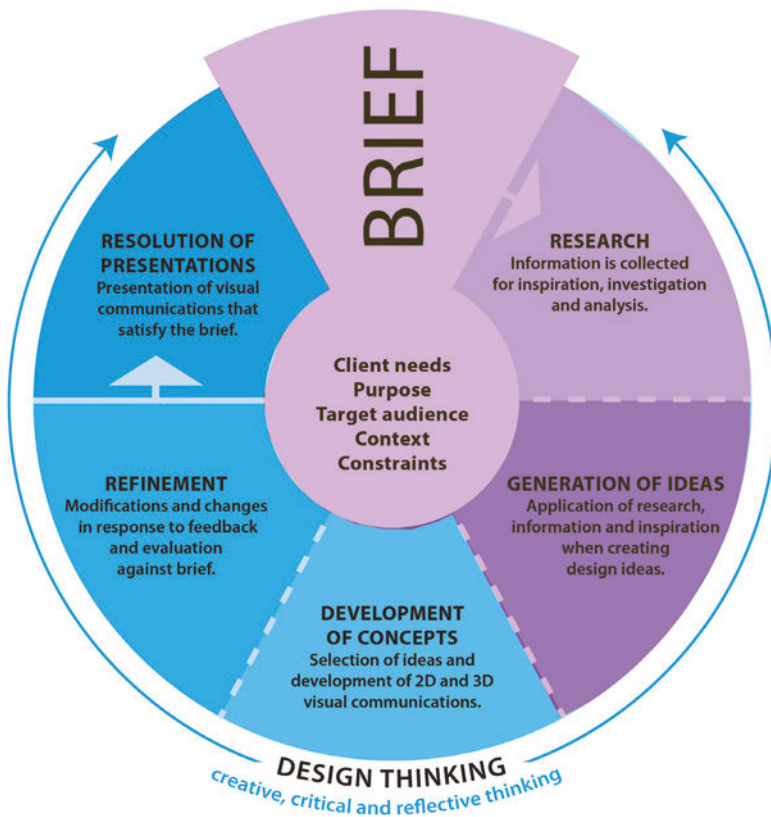 BRIEF
RESEARCH
Information is collected
for inspiration, investigation
and analysis.
GENERATION OF IDEAS
Application of research,
information and inspiration
when creating
design ideas.
DEVELOPMENT
OF CONCEPTS
Selection of ideas and
development of 2D and 3D
visual communications.
REFINEMENT
Modifications and changes
in response to feedback
and evaluation
against brief.
RESOLUTION OF
PRESENTATIONS
Presentation of visual
communications that
satisfy the brief.
Client needs
Purpose
Target audience
Context
Constraints
DESIGN THINKING
creative, critical and reflective thinking